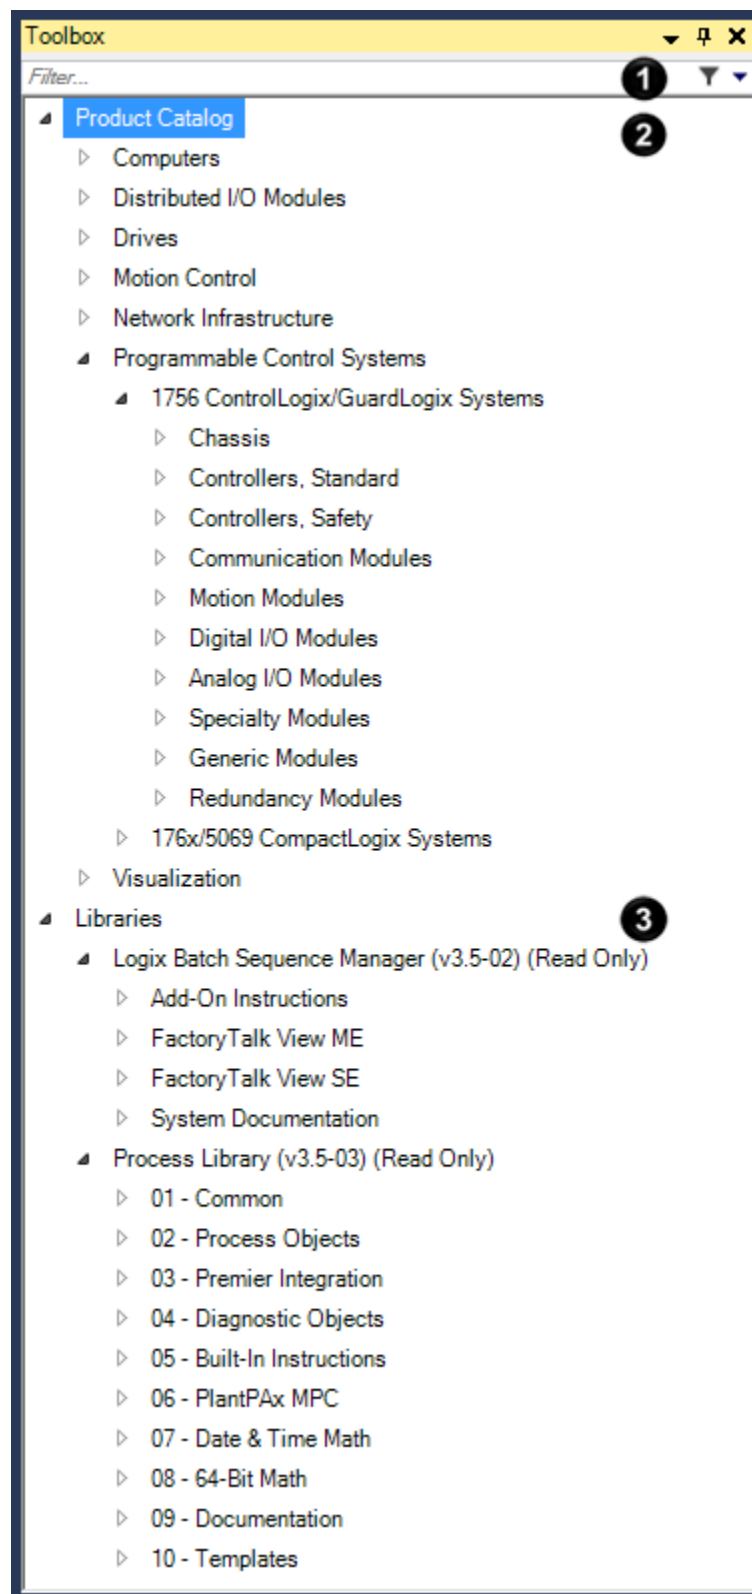 Toolbox
Filter... 1
Product Catalog 2
Computers
Distributed I/O Modules
Drives
Motion Control
Network Infrastructure
Programmable Control Systems
1756 ControlLogix/GuardLogix Systems
Chassis
Controllers, Standard
Controllers, Safety
Communication Modules
Motion Modules
Digital I/O Modules
Analog I/O Modules
Specialty Modules
Generic Modules
Redundancy Modules
176x/5069 CompactLogix Systems
Visualization
Libraries 3
Logix Batch Sequence Manager (v3.5-02) (Read Only)
Add-On Instructions
FactoryTalk View ME
FactoryTalk View SE
System Documentation
Process Library (v3.5-03) (Read Only)
01 - Common
02 - Process Objects
03 - Premier Integration
04 - Diagnostic Objects
05 - Built-In Instructions
06 - PlantPAx MPC
07 - Date & Time Math
08 - 64-Bit Math
09 - Documentation
10 - Templates